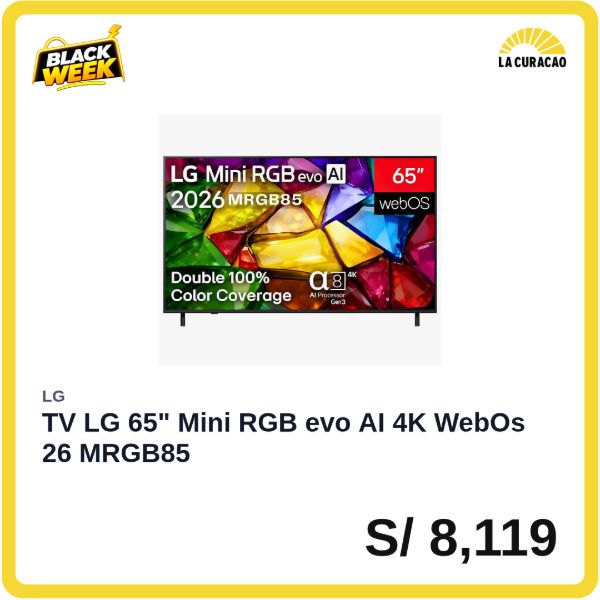 BLACK
WEEK
LA CURACAO
LG Mini RGB evo AI
65"
2026 MRGB85
webOS
Double 100%
Color Coverage
α8 4K
AI Processor
Gen3
LG
TV LG 65" Mini RGB evo AI 4K WebOs
26 MRGB85
S/ 8,119